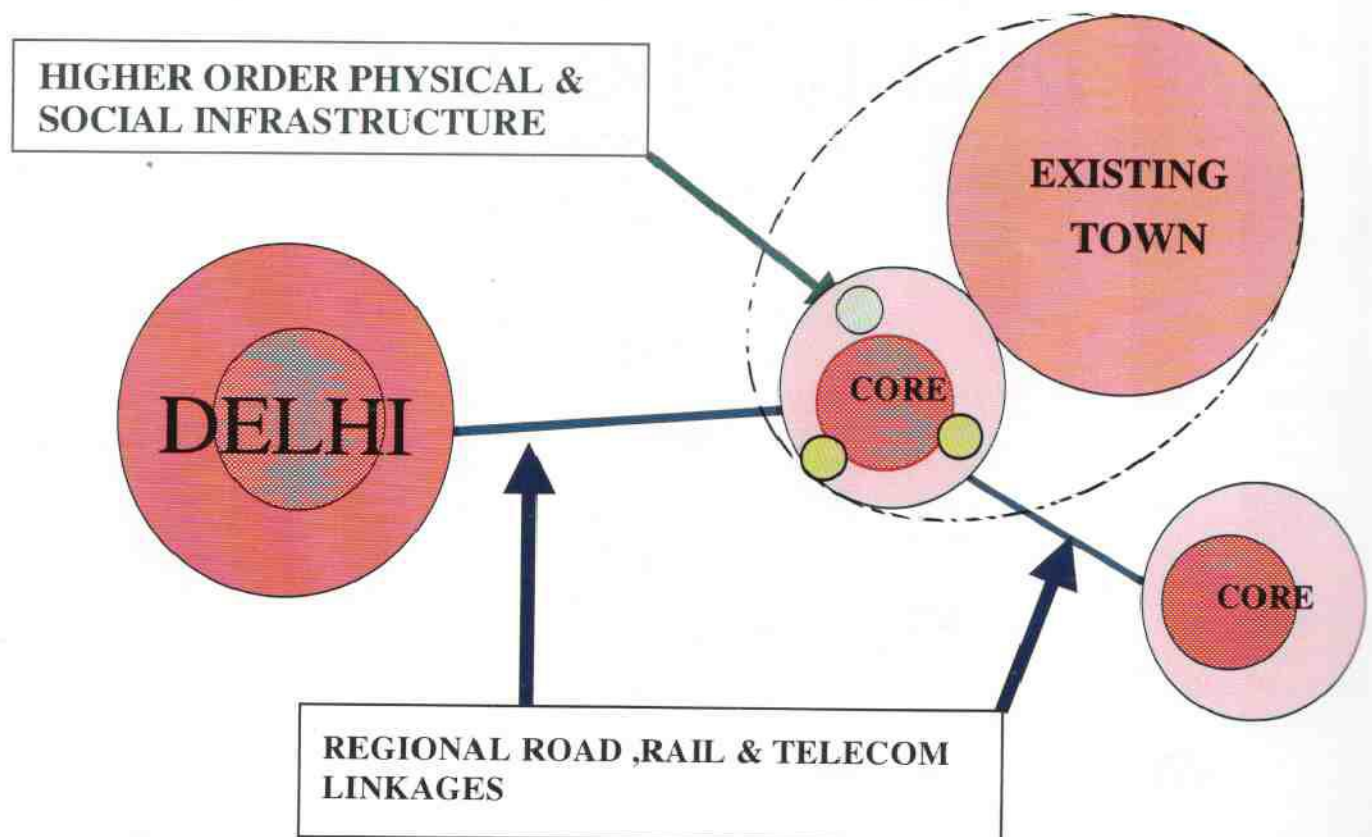 HIGHER ORDER PHYSICAL &
SOCIAL INFRASTRUCTURE
EXISTING
TOWN
DELHI
CORE
CORE
REGIONAL ROAD ,RAIL & TELECOM
LINKAGES